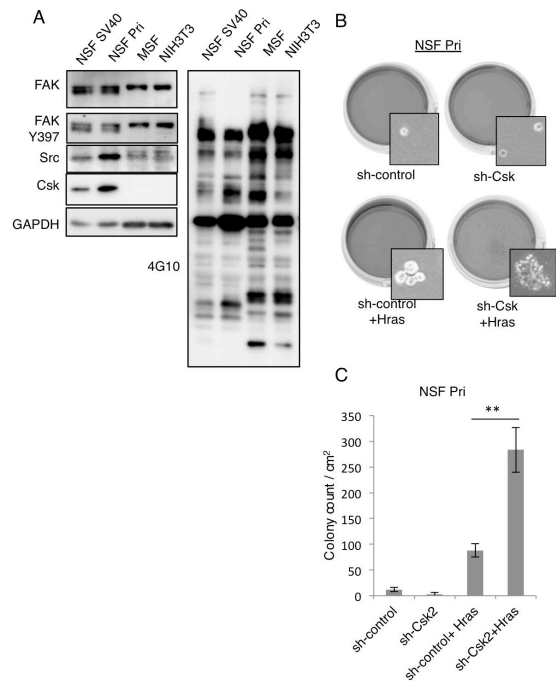 A
NSF SV40
NSF Pri
MSF
NIH3T3
FAK
FAK
Y397
Src
Csk
GAPDH
NSF SV40
NSF Pri
MSF
NIH3T3
4G10
B
NSF Pri
sh-control
sh-Csk
sh-control
+Hras
sh-Csk
+Hras
C
NSF Pri
**
Colony count / cm²
350
300
250
200
150
100
50
0
sh-control
sh-Csk2
sh-control+ Hras
sh-Csk2+Hras